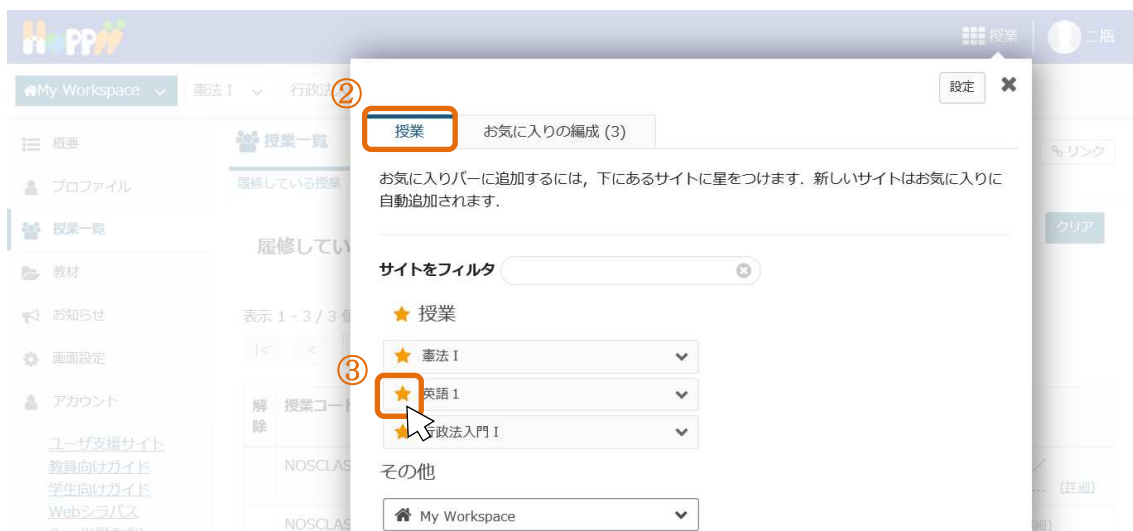 Hoppii
授業
二瓶
My Workspace
憲法 I
行政法
②
設定
授業
お気に入りの編成 (3)
概要
授業一覧
リンク
プロファイル
履修している授業
お気に入りバーに追加するには，下にあるサイトに星をつけます．新しいサイトはお気に入りに
自動追加されます．
授業一覧
履修してい
クリア
教材
サイトをフィルタ
お知らせ
表示 1 - 3 / 3 個
授業
画面設定
|<
<
憲法 I
③
アカウント
解
除
授業コート
英語 1
行政法入門 I
ユーザ支援サイト
教員向けガイド
学生向けガイド
Webシラバス
NOSCLAS
その他
... (詳細)
My Workspace
NOSCLAS